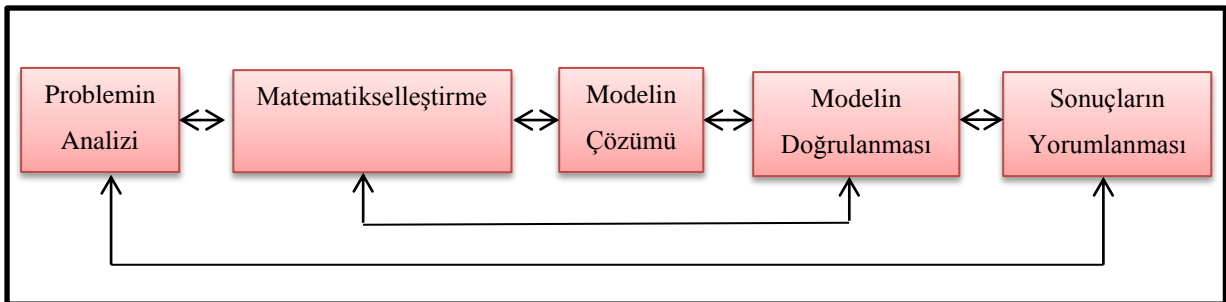 Problemin
Analizi
Matematikselleştirme
Modelin
Çözümü
Modelin
Doğrulanması
Sonuçların
Yorumlanması